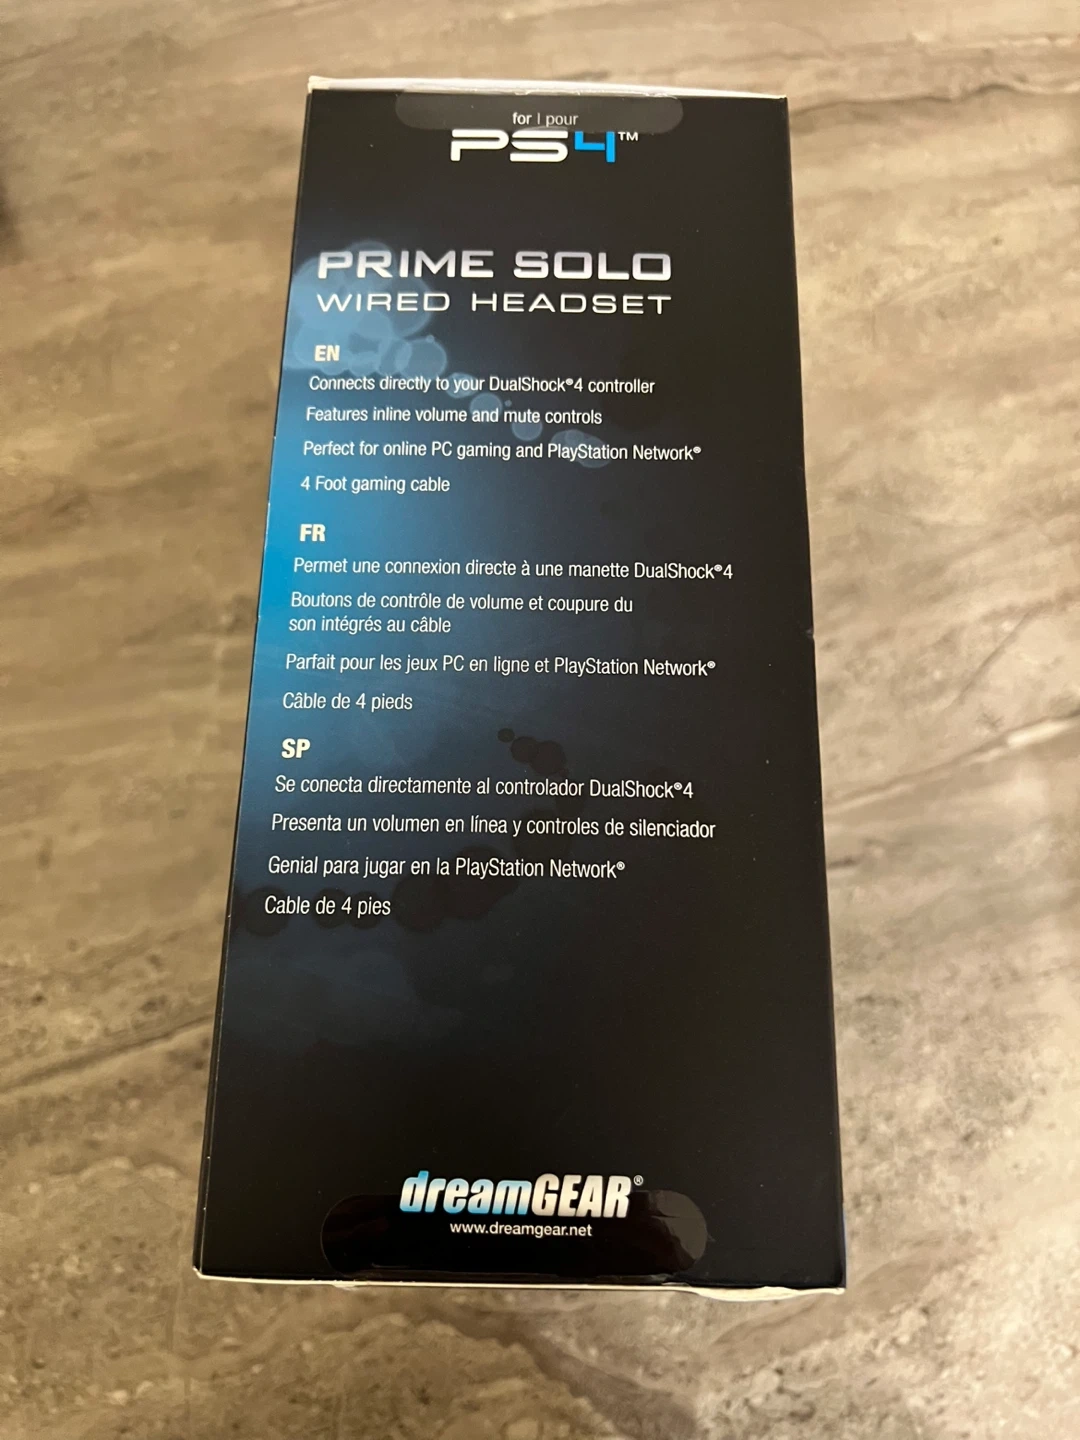 for | pour
PS4™
PRIME SOLO
WIRED HEADSET
EN
Connects directly to your DualShock®4 controller
Features inline volume and mute controls
Perfect for online PC gaming and PlayStation Network®
4 Foot gaming cable
FR
Permet une connexion directe à une manette DualShock®4
Boutons de contrôle de volume et coupure du
son intégrés au câble
Parfait pour les jeux PC en ligne et PlayStation Network®
Câble de 4 pieds
SP
Se conecta directamente al controlador DualShock®4
Presenta un volumen en línea y controles de silenciador
Genial para jugar en la PlayStation Network®
Cable de 4 pies
dreamGEAR®
www.dreamgear.net